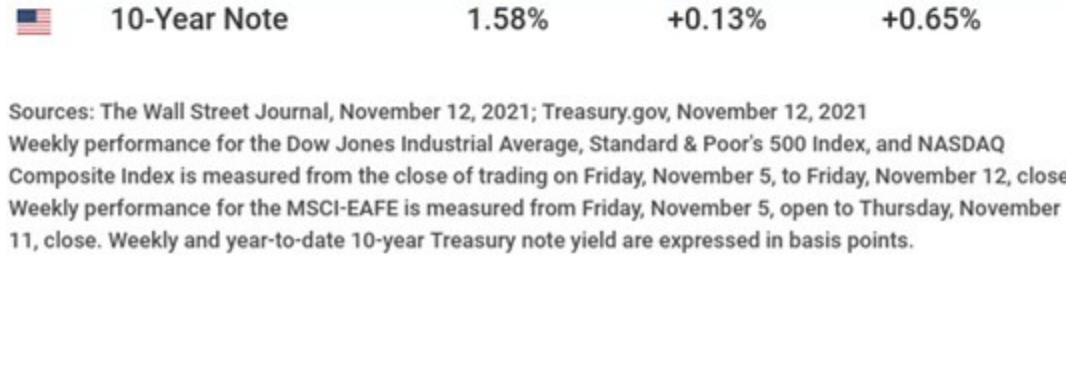 10-Year Note 1.58% +0.13% +0.65%
Sources: The Wall Street Journal, November 12, 2021; Treasury.gov, November 12, 2021
Weekly performance for the Dow Jones Industrial Average, Standard & Poor's 500 Index, and NASDAQ
Composite Index is measured from the close of trading on Friday, November 5, to Friday, November 12, close
Weekly performance for the MSCI-EAFE is measured from Friday, November 5, open to Thursday, November
11, close. Weekly and year-to-date 10-year Treasury note yield are expressed in basis points.